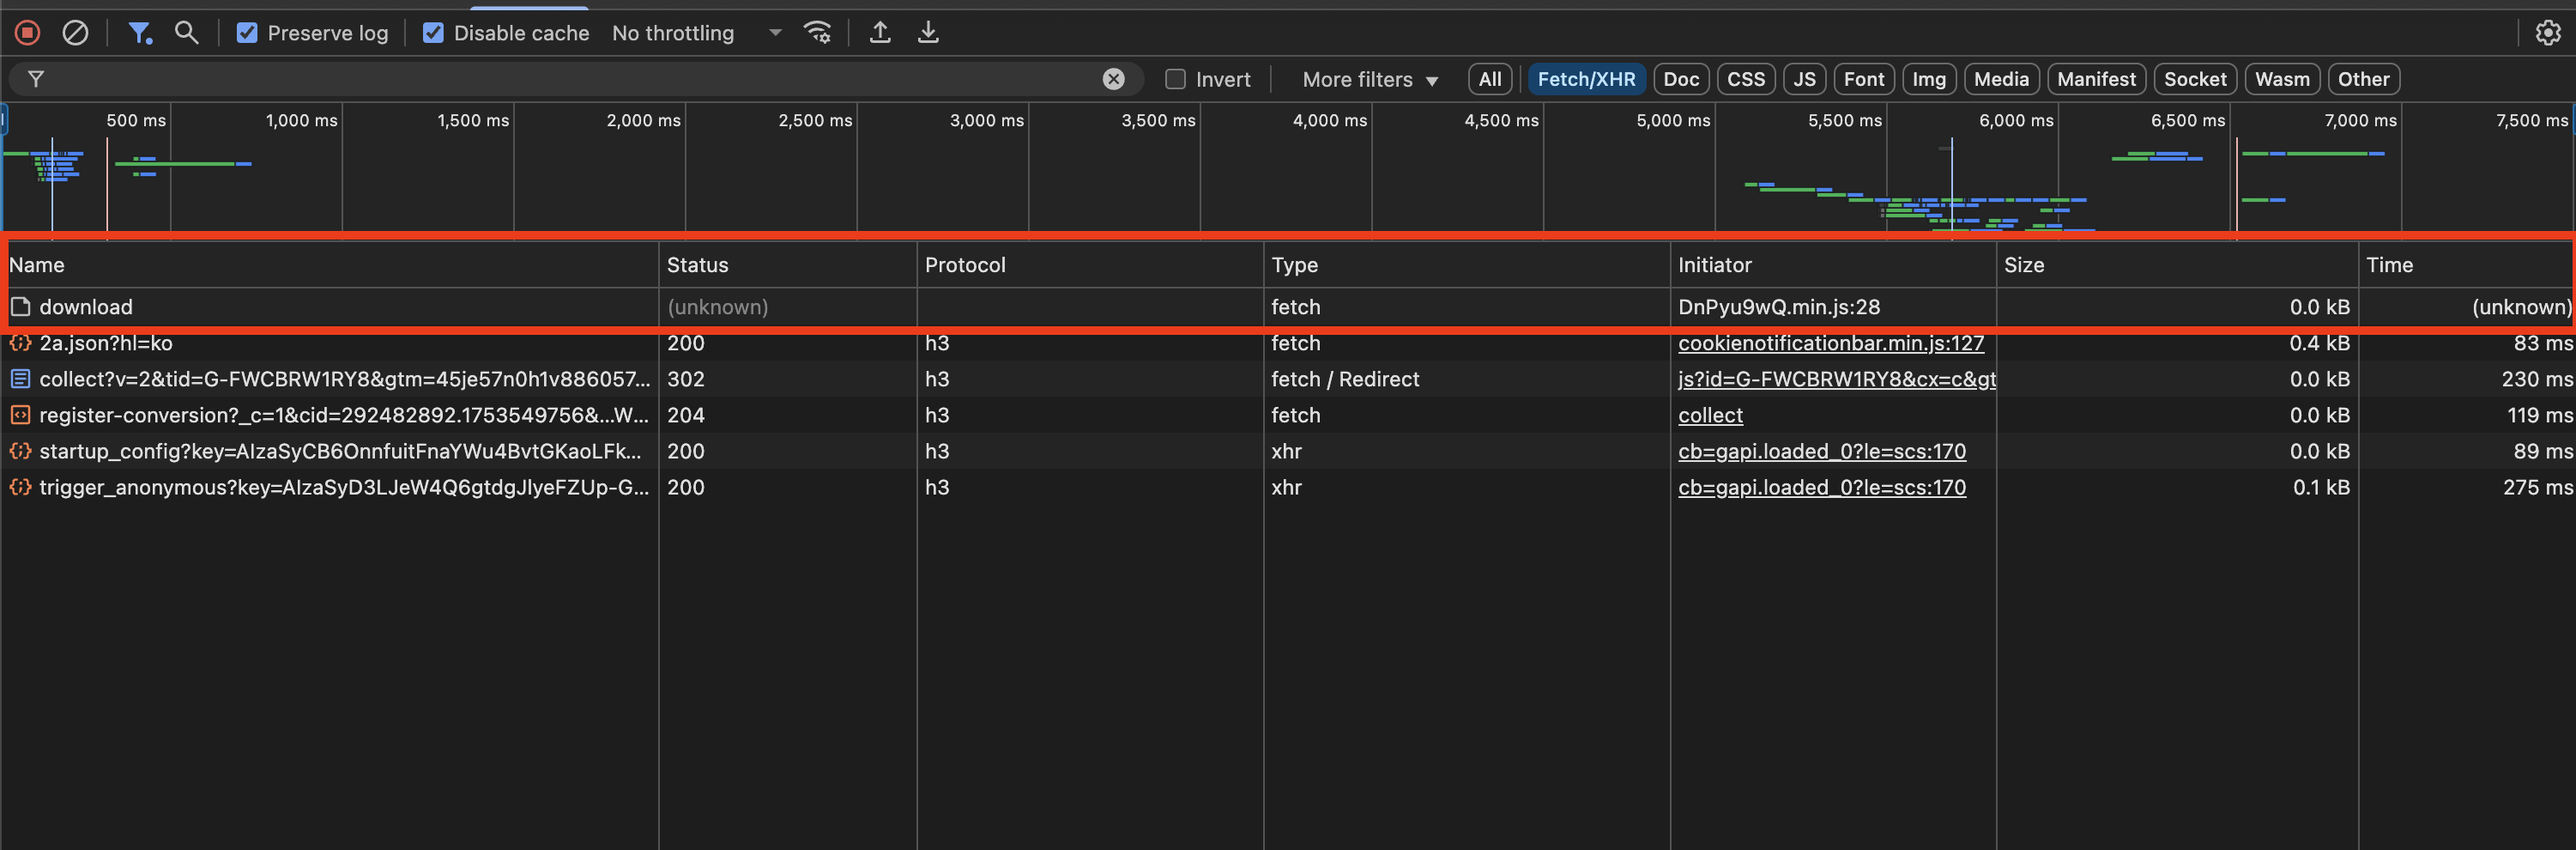 Preserve log Disable cache No throttling
Invert More filters All Fetch/XHR Doc CSS JS Font Img Media Manifest Socket Wasm Other
500 ms 1,000 ms 1,500 ms 2,000 ms 2,500 ms 3,000 ms 3,500 ms 4,000 ms 4,500 ms 5,000 ms 5,500 ms 6,000 ms 6,500 ms 7,000 ms 7,500 ms
Name Status Protocol Type Initiator Size Time
download (unknown) fetch DnPyu9wQ.min.js:28 0.0 kB (unknown)
2a.json?hl=ko 200 h3 fetch cookienotificationbar.min.js:127 0.4 kB 83 ms
collect?v=2&tid=G-FWCBRW1RY8&gtm=45je57n0h1v886057... 302 h3 fetch / Redirect js?id=G-FWCBRW1RY8&cx=c&gt 0.0 kB 230 ms
register-conversion?_c=1&cid=292482892.1753549756&...W... 204 h3 fetch collect 0.0 kB 119 ms
startup_config?key=AIzaSyCB6OnnfuitFnaYWu4BvtGKaoLFk... 200 h3 xhr cb=gapi.loaded_0?le=scs:170 0.0 kB 89 ms
trigger_anonymous?key=AIzaSyD3LJeW4Q6gtdgJlyeFZUp-G... 200 h3 xhr cb=gapi.loaded_0?le=scs:170 0.1 kB 275 ms